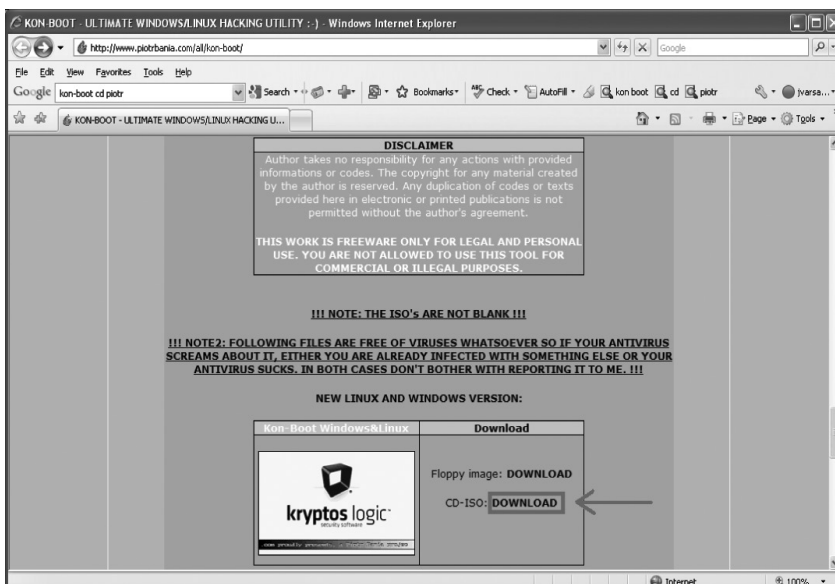 KON-BOOT - ULTIMATE WINDOWS/LINUX HACKING UTILITY :-) - Windows Internet Explorer
http://www.piotrbania.com/all/kon-boot/
Google
File Edit View Favorites Tools Help
Google kon-boot cd piotr Search Bookmarks Check AutoFill kon boot cd piotr jvarsa...
KON-BOOT - ULTIMATE WINDOWS/LINUX HACKING U... Page Tools
DISCLAIMER
Author takes no responsibility for any actions with provided
informations or codes. The copyright for any material created
by the author is reserved. Any duplication of codes or texts
provided here in electronic or printed publications is not
permitted without the author's agreement.
THIS WORK IS FREEWARE ONLY FOR LEGAL AND PERSONAL
USE. YOU ARE NOT ALLOWED TO USE THIS TOOL FOR
COMMERCIAL OR ILLEGAL PURPOSES.
!!! NOTE: THE ISO's ARE NOT BLANK !!!
!!! NOTE2: FOLLOWING FILES ARE FREE OF VIRUSES WHATSOEVER SO IF YOUR ANTIVIRUS
SCREAMS ABOUT IT, EITHER YOU ARE ALREADY INFECTED WITH SOMETHING ELSE OR YOUR
ANTIVIRUS SUCKS. IN BOTH CASES DON'T BOTHER WITH REPORTING IT TO ME. !!!
NEW LINUX AND WINDOWS VERSION:
Kon-Boot Windows&Linux Download
Floppy image: DOWNLOAD
CD-ISO: DOWNLOAD
kryptos logic
security software
Internet 100%